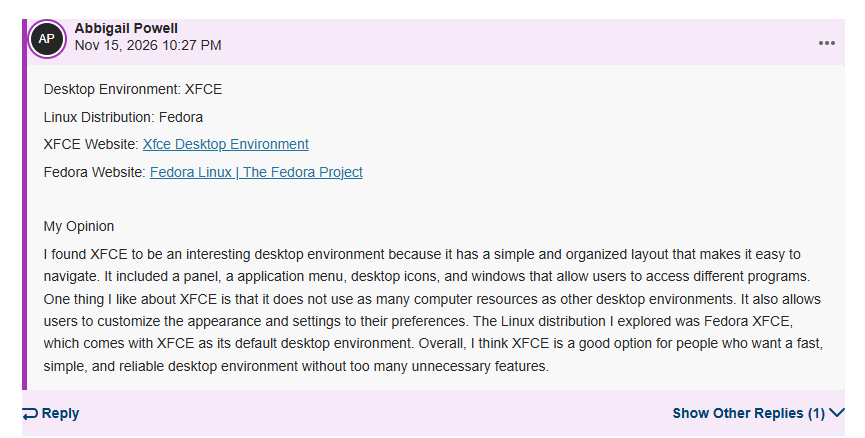 AP
Abbigail Powell
Nov 15, 2026 10:27 PM
Desktop Environment: XFCE
Linux Distribution: Fedora
XFCE Website: Xfce Desktop Environment
Fedora Website: Fedora Linux | The Fedora Project
My Opinion
I found XFCE to be an interesting desktop environment because it has a simple and organized layout that makes it easy to
navigate. It included a panel, a application menu, desktop icons, and windows that allow users to access different programs.
One thing I like about XFCE is that it does not use as many computer resources as other desktop environments. It also allows
users to customize the appearance and settings to their preferences. The Linux distribution I explored was Fedora XFCE,
which comes with XFCE as its default desktop environment. Overall, I think XFCE is a good option for people who want a fast,
simple, and reliable desktop environment without too many unnecessary features.
Reply
Show Other Replies (1)